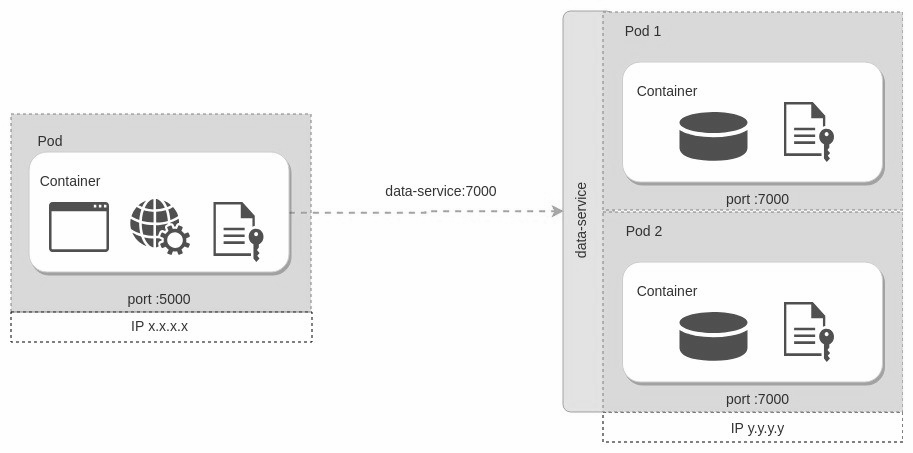 Pod
Container
port :5000
IP x.x.x.x
data-service:7000
data-service
Pod 1
Container
port :7000
Pod 2
Container
port :7000
IP y.y.y.y